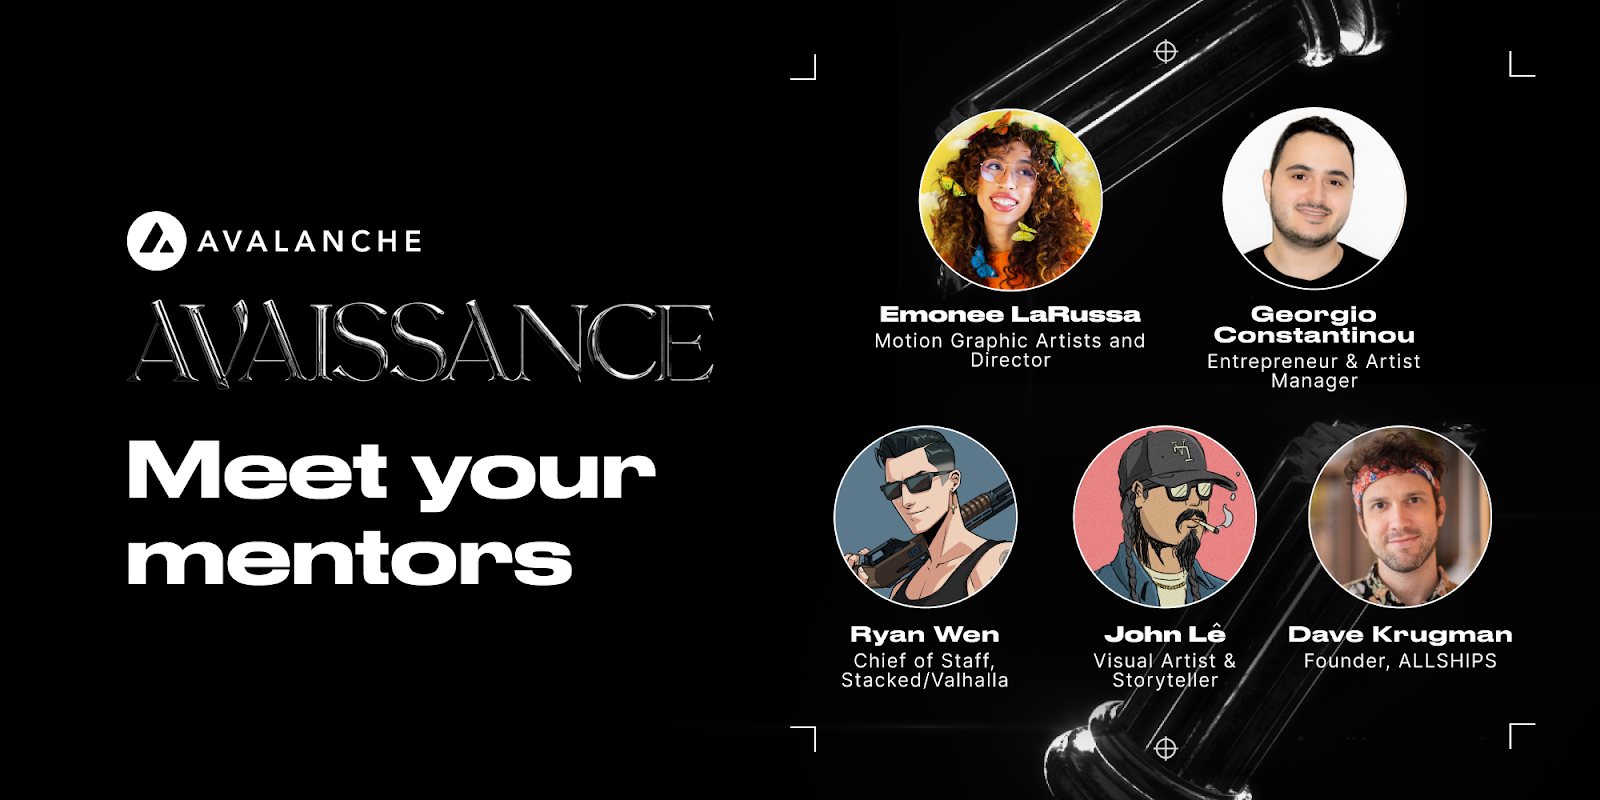 AVALANCHE
AVAISSANCE
Meet your
mentors
Emonee LaRussa
Motion Graphic Artists and
Director
Georgio
Constantinou
Entrepreneur & Artist
Manager
Ryan Wen
Chief of Staff,
Stacked/Valhalla
John Lê
Visual Artist &
Storyteller
Dave Krugman
Founder, ALLSHIPS